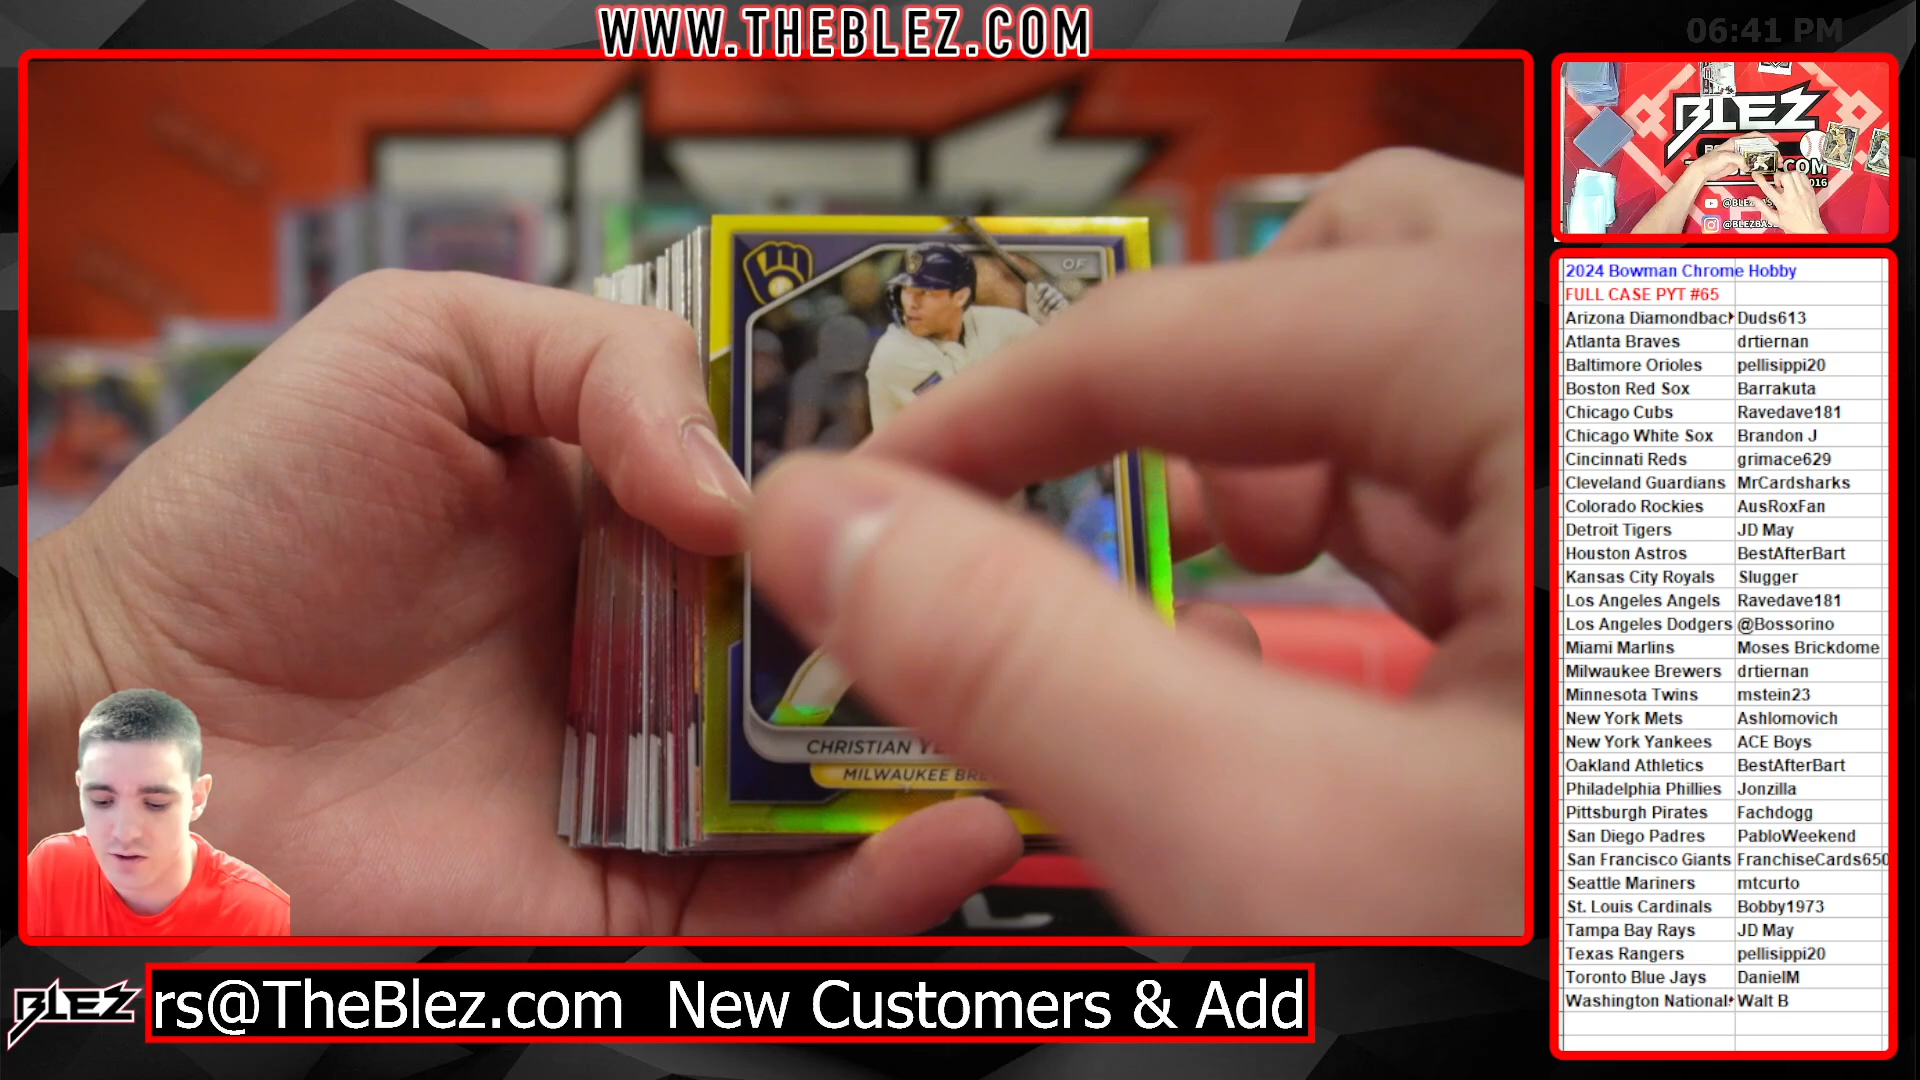 WWW.THEBLEZ.COM
06:41 PM
OF
CHRISTIAN
MILWAUKEE
BLEZ
@BLEZ
@BLEZBAS
2024 Bowman Chrome Hobby
FULL CASE PYT #65
Arizona Diamondback Duds613
Atlanta Braves drtiernan
Baltimore Orioles pellisippi20
Boston Red Sox Barrakuta
Chicago Cubs Ravedave181
Chicago White Sox Brandon J
Cincinnati Reds grimace629
Cleveland Guardians MrCardsharks
Colorado Rockies AusRoxFan
Detroit Tigers JD May
Houston Astros BestAfterBart
Kansas City Royals Slugger
Los Angeles Angels Ravedave181
Los Angeles Dodgers @Bossorino
Miami Marlins Moses Brickdome
Milwaukee Brewers drtiernan
Minnesota Twins mstein23
New York Mets Ashlomovich
New York Yankees ACE Boys
Oakland Athletics BestAfterBart
Philadelphia Phillies Jonzilla
Pittsburgh Pirates Fachdogg
San Diego Padres PabloWeekend
San Francisco Giants FranchiseCards650
Seattle Mariners mtcurto
St. Louis Cardinals Bobby1973
Tampa Bay Rays JD May
Texas Rangers pellisippi20
Toronto Blue Jays DanielM
Washington National Walt B
BLEZ
rs@TheBlez.com New Customers & Add